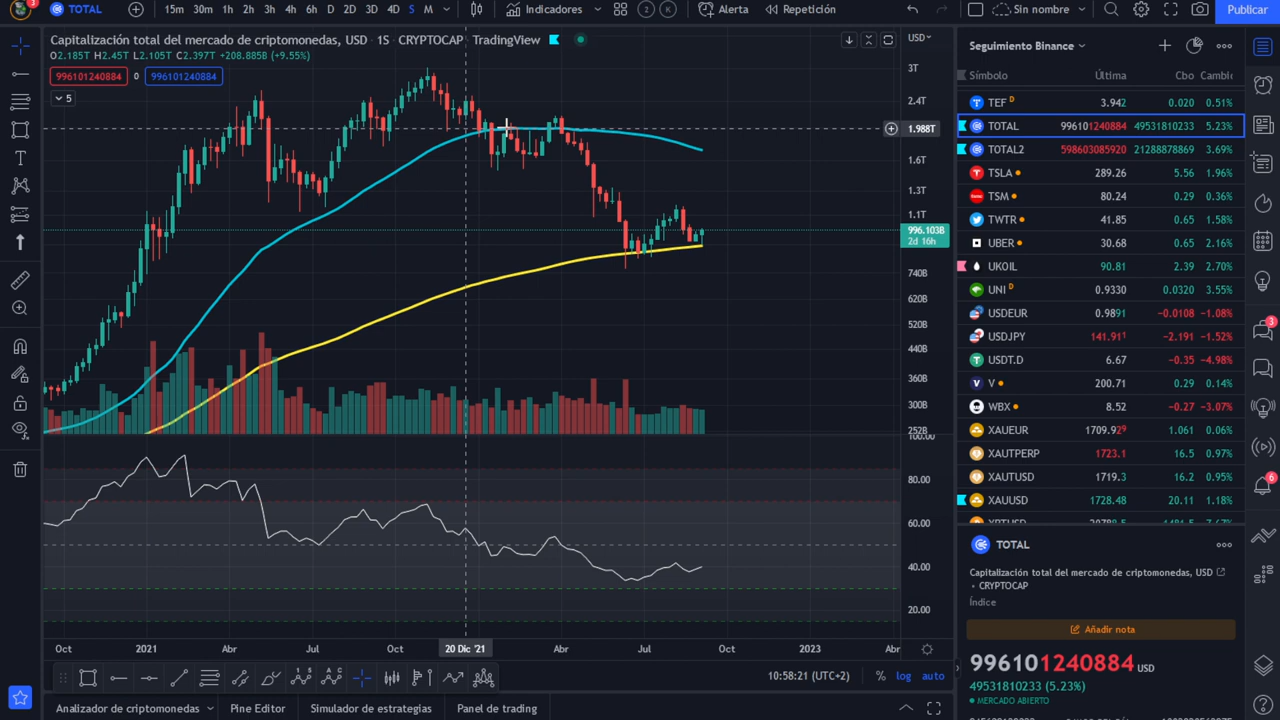 3
TOTAL
15m 30m 1h 2h 3h 4h 6h D 2D 3D 4D S M
Indicadores
2 K
Alerta
Repetición
Sin nombre
Publicar
Capitalización total del mercado de criptomonedas, USD · 1S · CRYPTOCAP TradingView
O2.185T H2.45T L2.105T C2.397T +208.885B (+9.55%)
996101240884 0 996101240884
5
USD
3T
2.4T
1.988T
1.6T
1.3T
1.1T
996.103B
2d 16h
740B
620B
520B
440B
360B
300B
252B
100.00
80.00
60.00
40.00
20.00
Oct 2021 Abr Jul Oct 20 Dic '21 Abr Jul Oct 2023 Abr
10:58:21 (UTC+2)
% log auto
Analizador de criptomonedas Pine Editor Simulador de estrategias Panel de trading
Seguimiento Binance
Símbolo Última Cbo Cambic
TEF D 3.942 0.020 0.51%
TOTAL 996101240884 49531810233 5.23%
TOTAL2 598603085920 21288878869 3.69%
TSLA 289.26 5.56 1.96%
TSM 80.24 0.29 0.36%
TWTR 41.85 0.65 1.58%
UBER 30.68 0.65 2.16%
UKOIL 90.81 2.39 2.70%
UNI D 0.9330 0.0320 3.55%
USDEUR 0.9891 -0.0108 -1.08%
USDJPY 141.911 -2.191 -1.52%
USDT.D 6.67 -0.35 -4.98%
V 200.71 0.29 0.14%
WBX 8.52 -0.27 -3.07%
XAUEUR 1709.929 1.061 0.06%
XAUTPERP 1723.1 16.5 0.97%
XAUTUSD 1719.3 16.2 0.95%
XAUUSD 1728.48 20.11 1.18%
TOTAL
Capitalización total del mercado de criptomonedas, USD
• CRYPTOCAP
Índice
Añadir nota
996101240884 USD
49531810233 (5.23%)
MERCADO ABIERTO
3
6